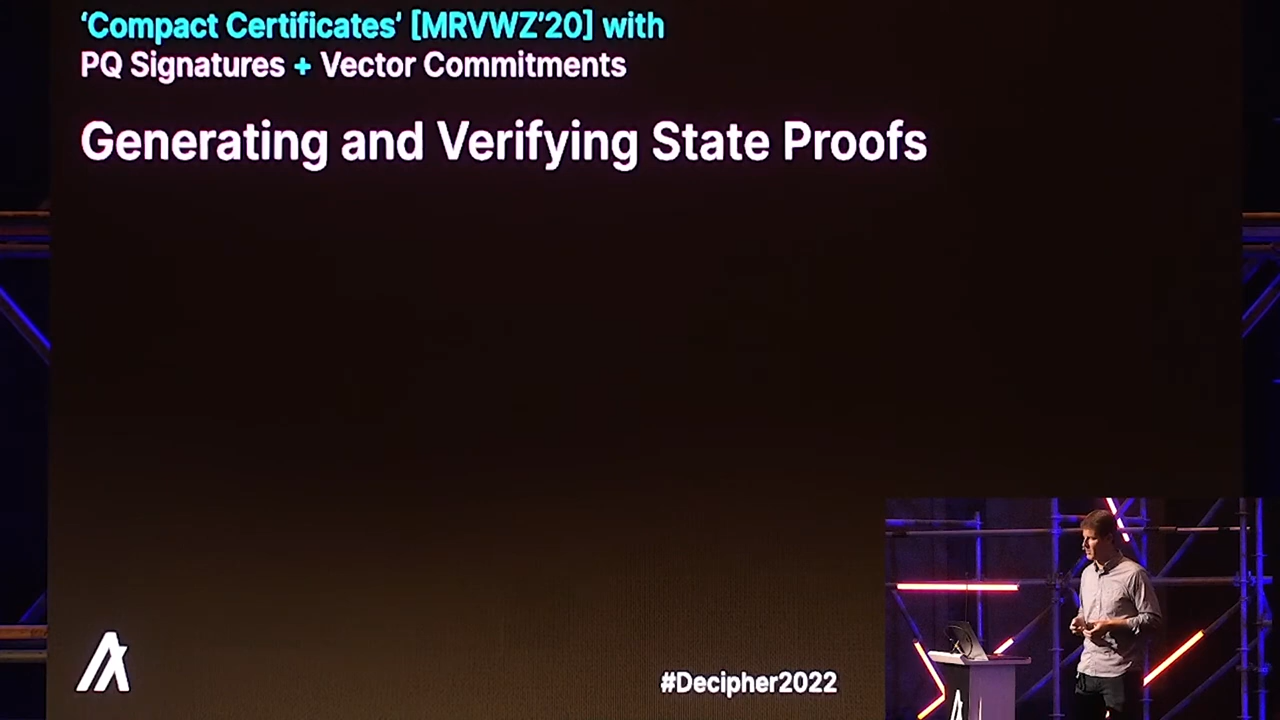 ‘Compact Certificates’ [MRVWZ’20] with
PQ Signatures + Vector Commitments
Generating and Verifying State Proofs
#Decipher2022